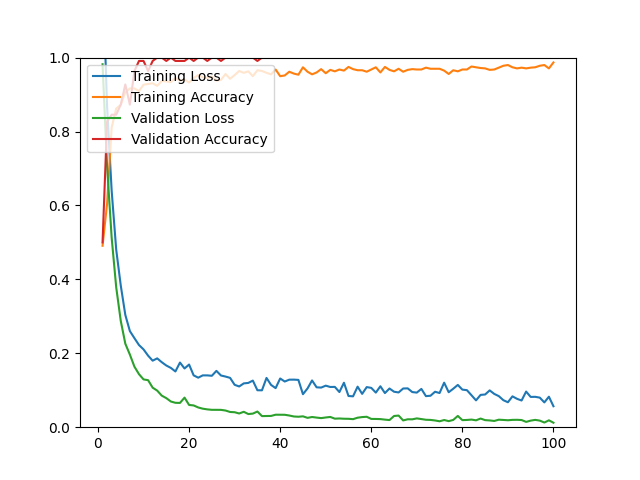 1.0
0.8
0.6
0.4
0.2
0.0
Training Loss
Training Accuracy
Validation Loss
Validation Accuracy
0 20 40 60 80 100